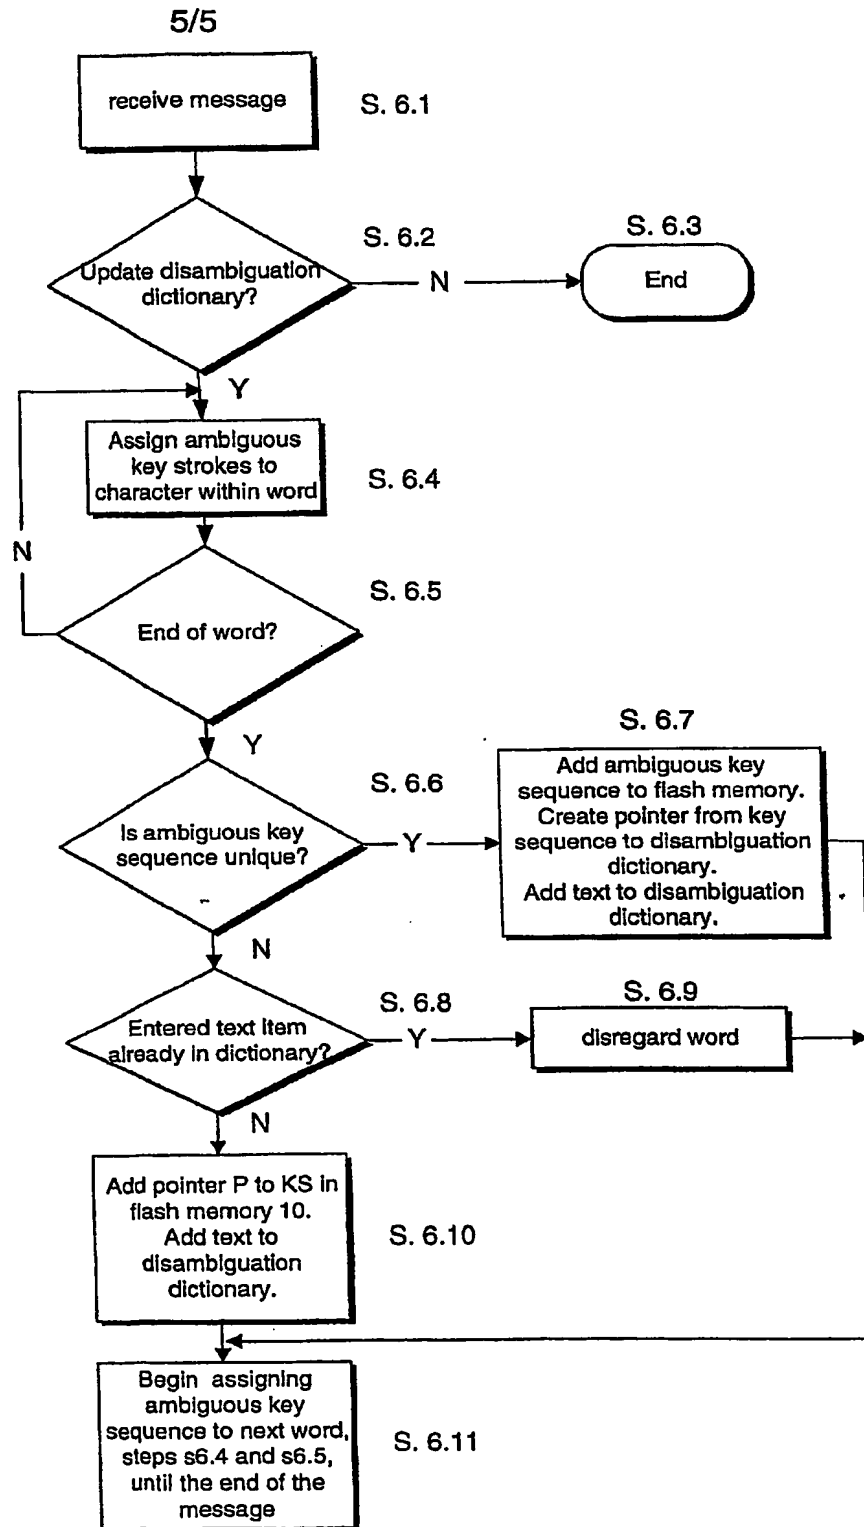 5/5
receive message
S. 6.1
Update disambiguation
dictionary?
S. 6.2
N
S. 6.3
End
Y
Assign ambiguous
key strokes to
character within word
S. 6.4
N
End of word?
S. 6.5
Y
Is ambiguous key
sequence unique?
S. 6.6
Y
S. 6.7
Add ambiguous key
sequence to flash memory.
Create pointer from key
sequence to disambiguation
dictionary.
Add text to disambiguation
dictionary.
N
Entered text item
already in dictionary?
S. 6.8
Y
S. 6.9
disregard word
N
Add pointer P to KS in
flash memory 10.
Add text to
disambiguation
dictionary.
S. 6.10
Begin assigning
ambiguous key
sequence to next word,
steps s6.4 and s6.5,
until the end of the
message
S. 6.11